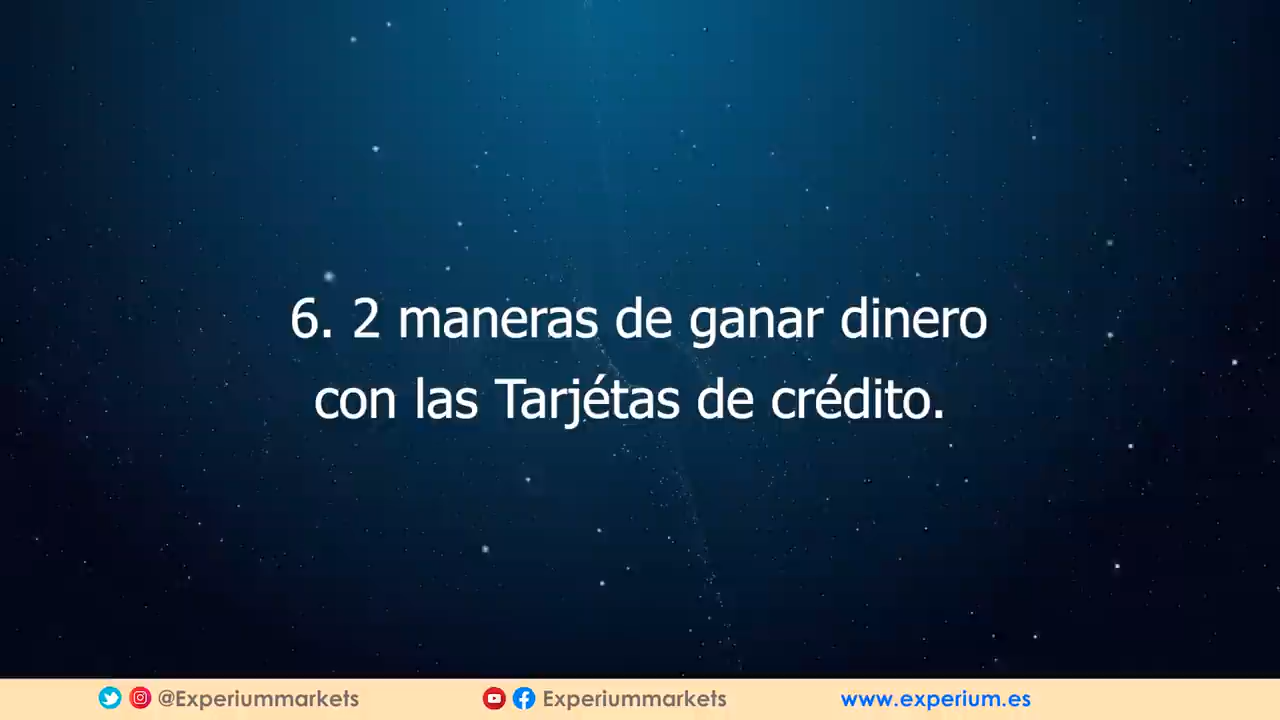 6. 2 maneras de ganar dinero
con las Tarjétas de crédito.
@Experiummarkets Experiummarkets www.experium.es